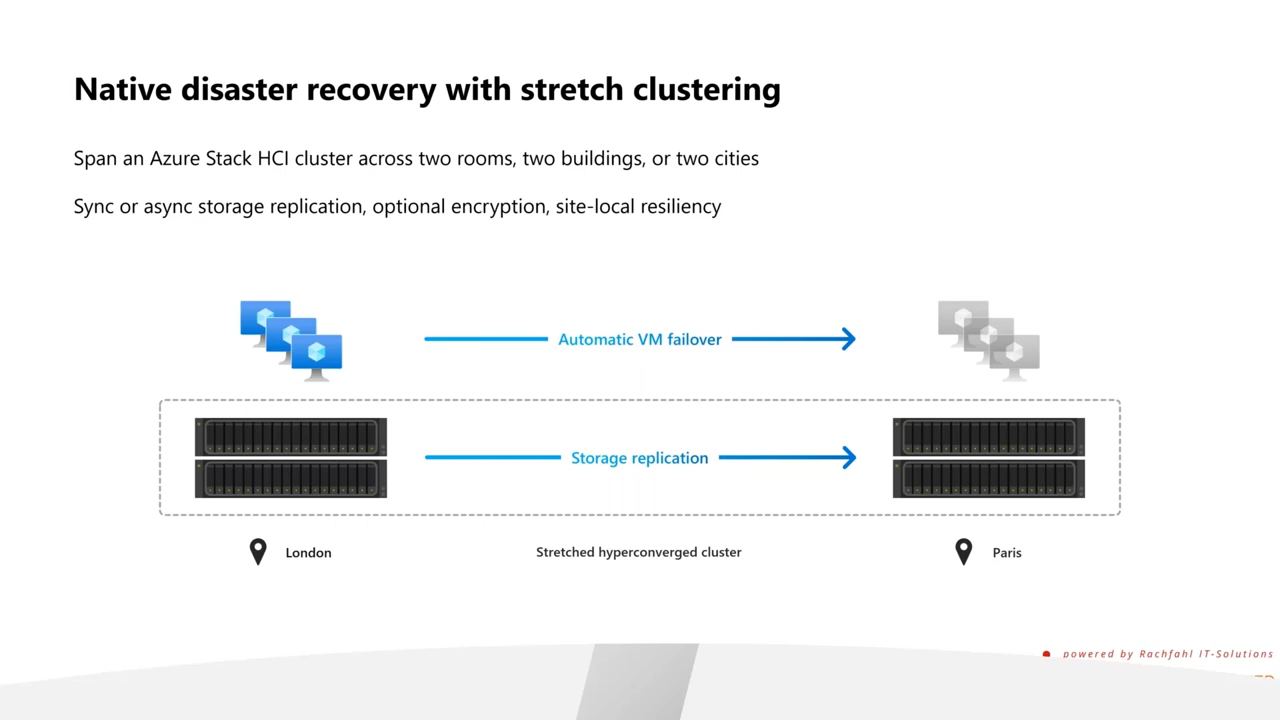 Native disaster recovery with stretch clustering
Span an Azure Stack HCI cluster across two rooms, two buildings, or two cities
Sync or async storage replication, optional encryption, site-local resiliency
Automatic VM failover
Storage replication
London
Stretched hyperconverged cluster
Paris
powered by Rachfahl IT-Solutions